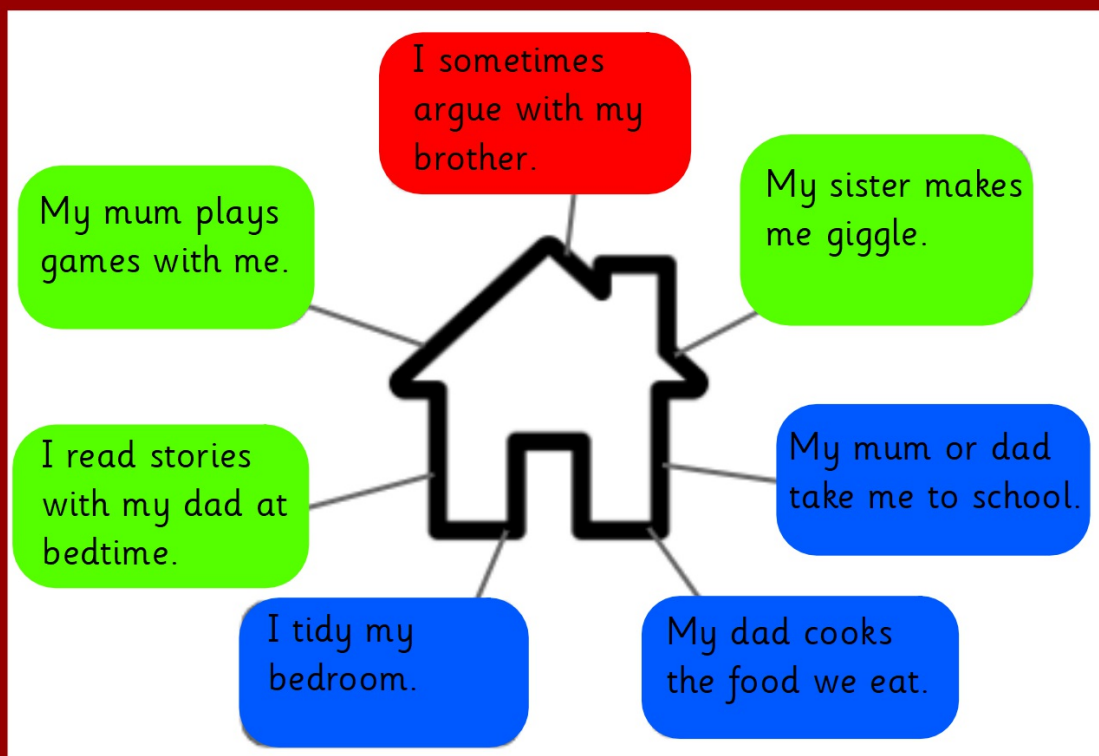 I sometimes
argue with my
brother.
My mum plays
games with me.
My sister makes
me giggle.
I read stories
with my dad at
bedtime.
My mum or dad
take me to school.
I tidy my
bedroom.
My dad cooks
the food we eat.